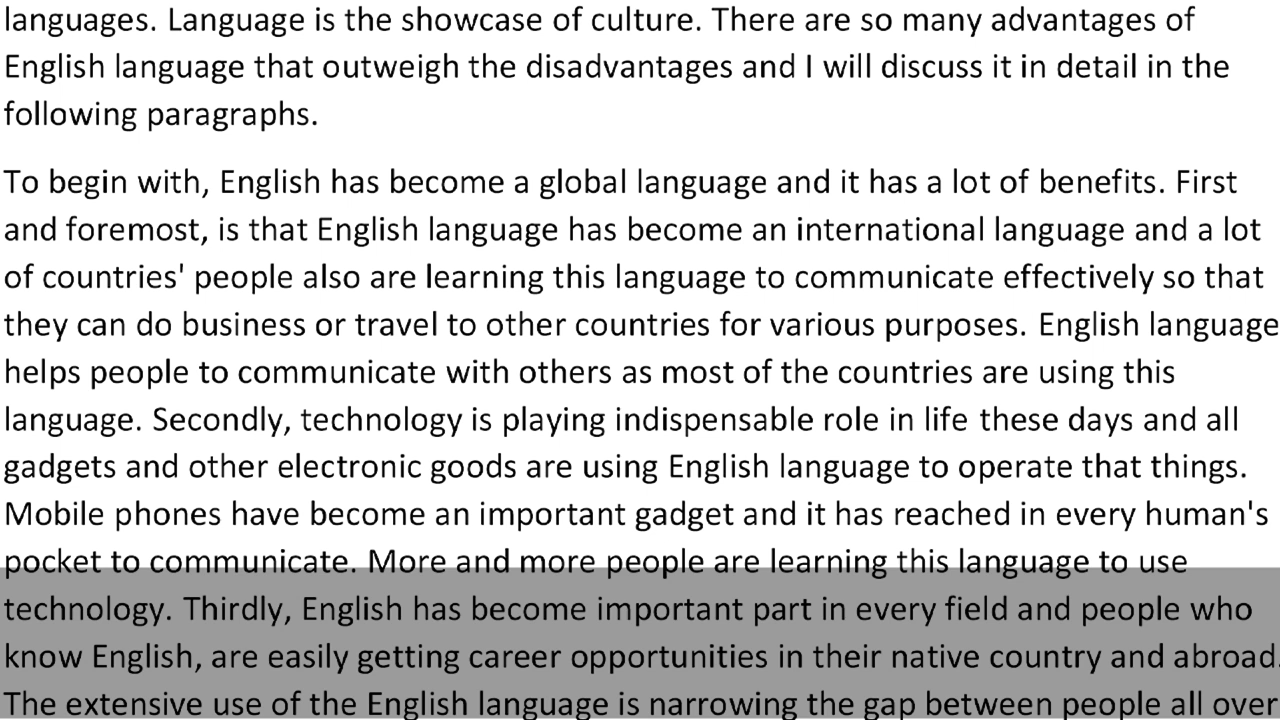 languages. Language is the showcase of culture. There are so many advantages of
English language that outweigh the disadvantages and I will discuss it in detail in the
following paragraphs.
To begin with, English has become a global language and it has a lot of benefits. First
and foremost, is that English language has become an international language and a lot
of countries' people also are learning this language to communicate effectively so that
they can do business or travel to other countries for various purposes. English language
helps people to communicate with others as most of the countries are using this
language. Secondly, technology is playing indispensable role in life these days and all
gadgets and other electronic goods are using English language to operate that things.
Mobile phones have become an important gadget and it has reached in every human's
pocket to communicate. More and more people are learning this language to use
technology. Thirdly, English has become important part in every field and people who
know English, are easily getting career opportunities in their native country and abroad.
The extensive use of the English language is narrowing the gap between people all over